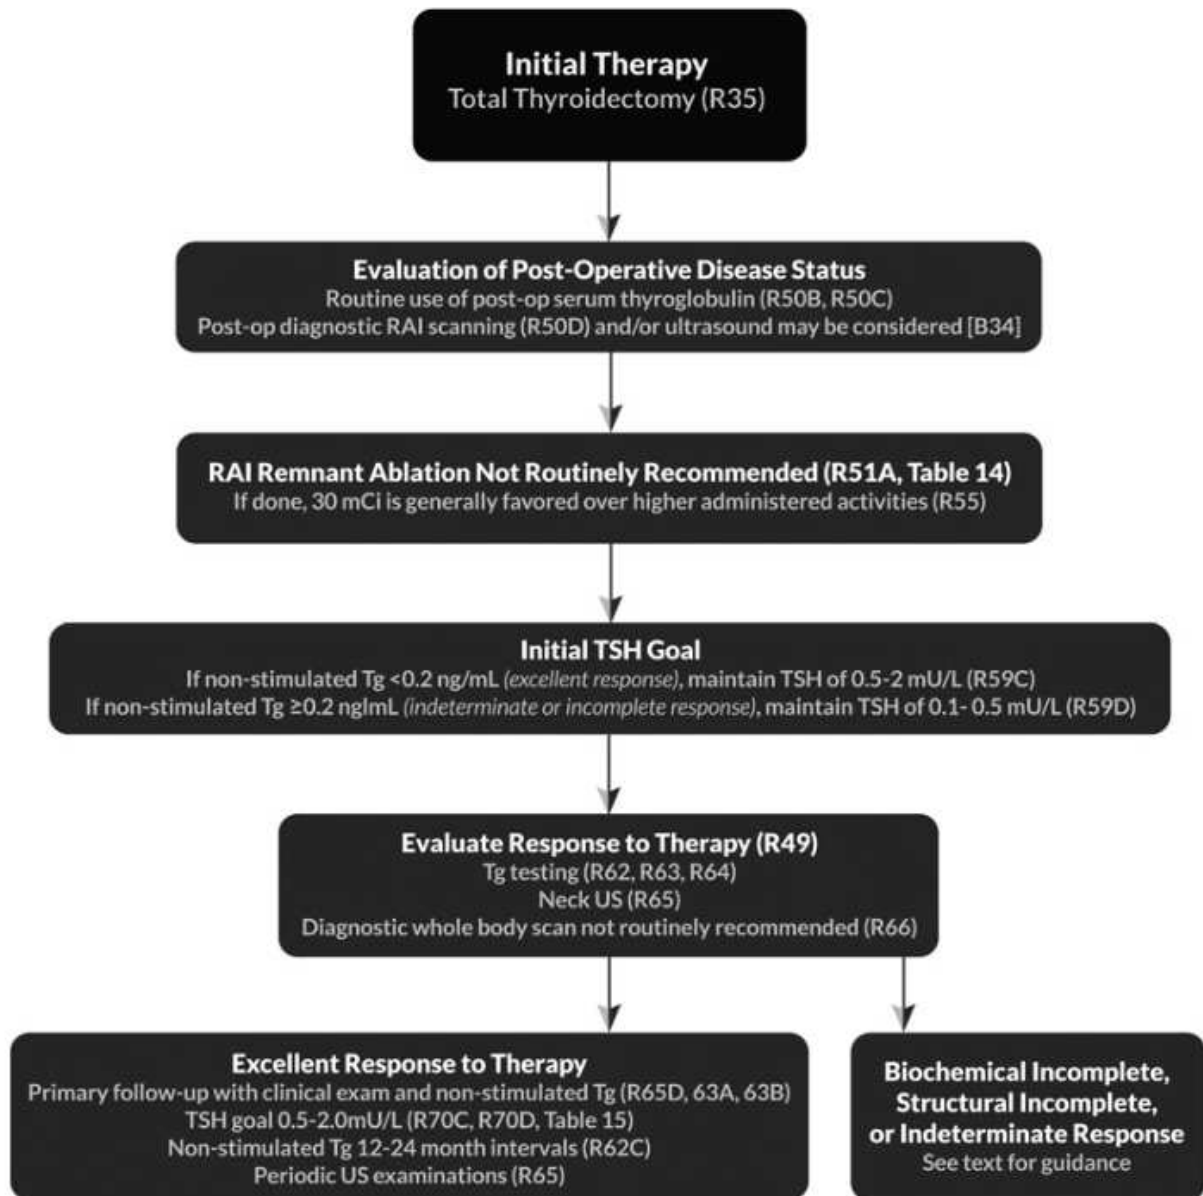 Initial Therapy
Total Thyroidectomy (R35)
Evaluation of Post-Operative Disease Status
Routine use of post-op serum thyroglobulin (R50B, R50C)
Post-op diagnostic RAI scanning (R50D) and/or ultrasound may be considered [B34]
RAI Remnant Ablation Not Routinely Recommended (R51A, Table 14)
If done, 30 mCi is generally favored over higher administered activities (R55)
Initial TSH Goal
If non-stimulated Tg <0.2 ng/mL (excellent response), maintain TSH of 0.5-2 mU/L (R59C)
If non-stimulated Tg ≥0.2 nglmL (indeterminate or incomplete response), maintain TSH of 0.1- 0.5 mU/L (R59D)
Evaluate Response to Therapy (R49)
Tg testing (R62, R63, R64)
Neck US (R65)
Diagnostic whole body scan not routinely recommended (R66)
Excellent Response to Therapy
Primary follow-up with clinical exam and non-stimulated Tg (R65D, 63A, 63B)
TSH goal 0.5-2.0mU/L (R70C, R70D, Table 15)
Non-stimulated Tg 12-24 month intervals (R62C)
Periodic US examinations (R65)
Biochemical Incomplete,
Structural Incomplete,
or Indeterminate Response
See text for guidance